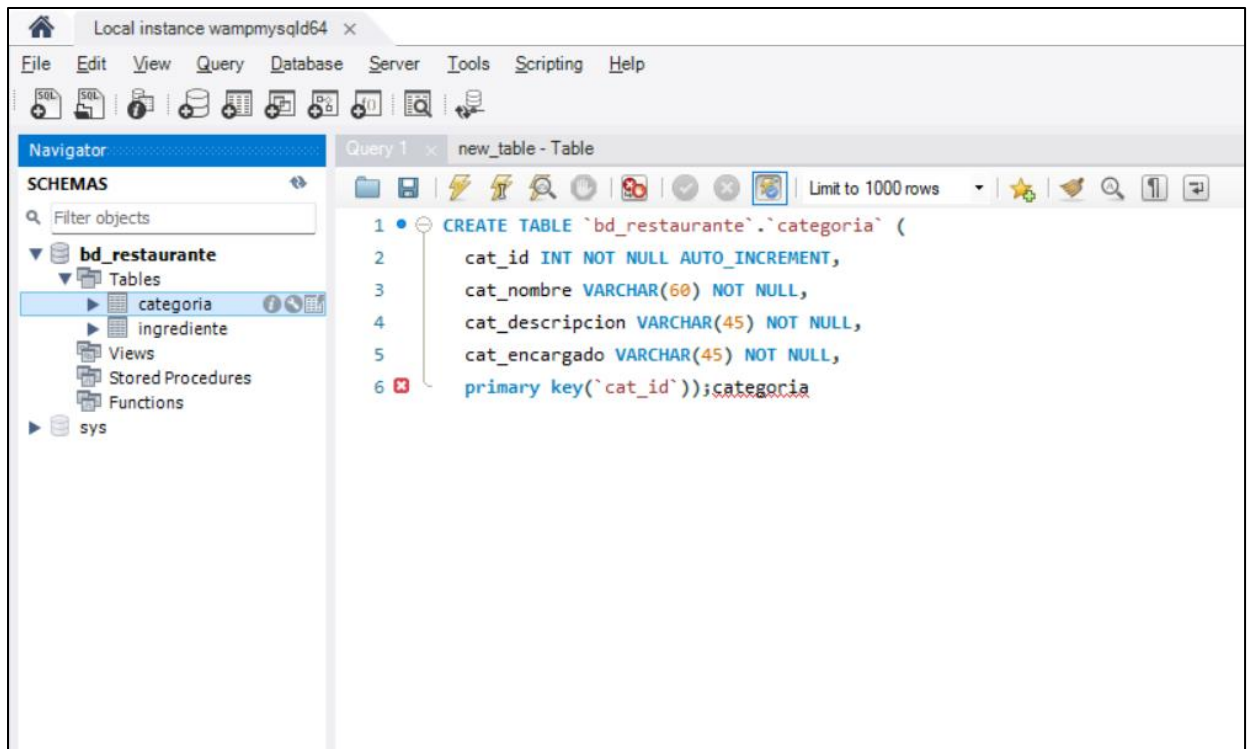 Local instance wampmysqld64
File Edit View Query Database Server Tools Scripting Help
Navigator
SCHEMAS
Filter objects
bd_restaurante
Tables
categoria
ingrediente
Views
Stored Procedures
Functions
sys
Query 1 new_table - Table
Limit to 1000 rows
1 CREATE TABLE `bd_restaurante`.`categoria` (
2 cat_id INT NOT NULL AUTO_INCREMENT,
3 cat_nombre VARCHAR(60) NOT NULL,
4 cat_descripcion VARCHAR(45) NOT NULL,
5 cat_encargado VARCHAR(45) NOT NULL,
6 primary key(`cat_id`));categoria